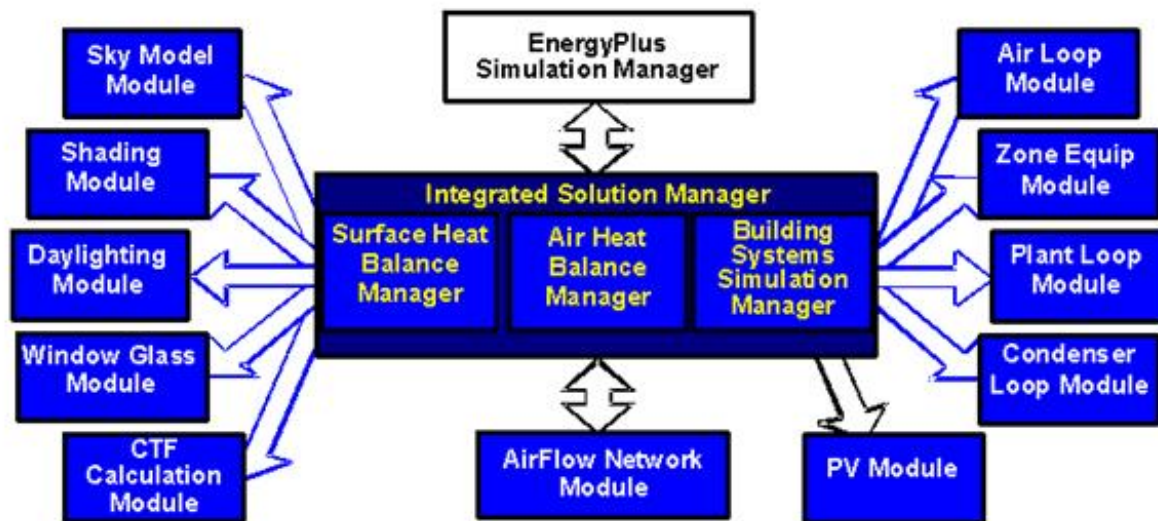 EnergyPlus
Simulation Manager
Sky Model
Module
Shading
Module
Daylighting
Module
Window Glass
Module
CTF
Calculation
Module
Integrated Solution Manager
Surface Heat
Balance
Manager
Air Heat
Balance
Manager
Building
Systems
Simulation
Manager
Air Loop
Module
Zone Equip
Module
Plant Loop
Module
Condenser
Loop Module
AirFlow Network
Module
PV Module